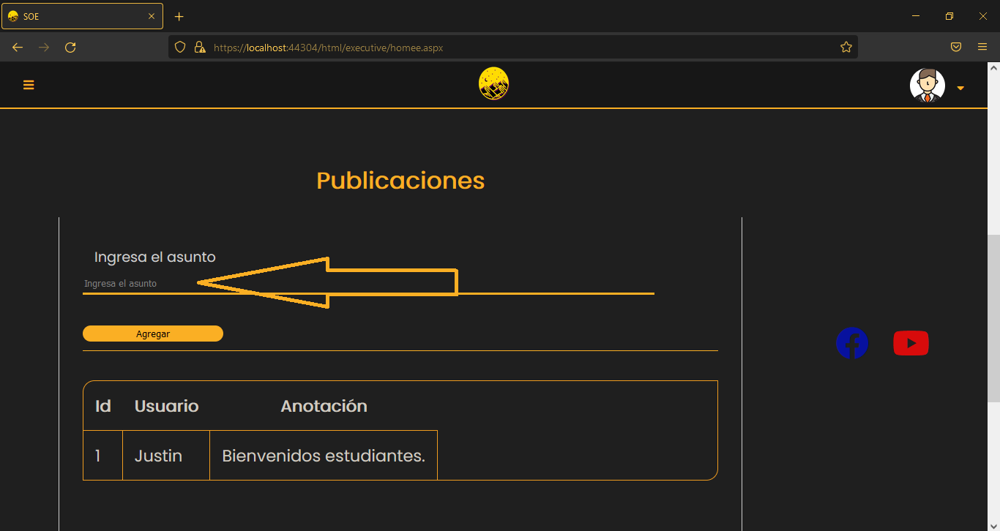 SOE
https://localhost:44304/html/executive/homee.aspx
Publicaciones
Ingresa el asunto
Ingresa el asunto
Agregar
Id Usuario Anotación
1 Justin Bienvenidos estudiantes.